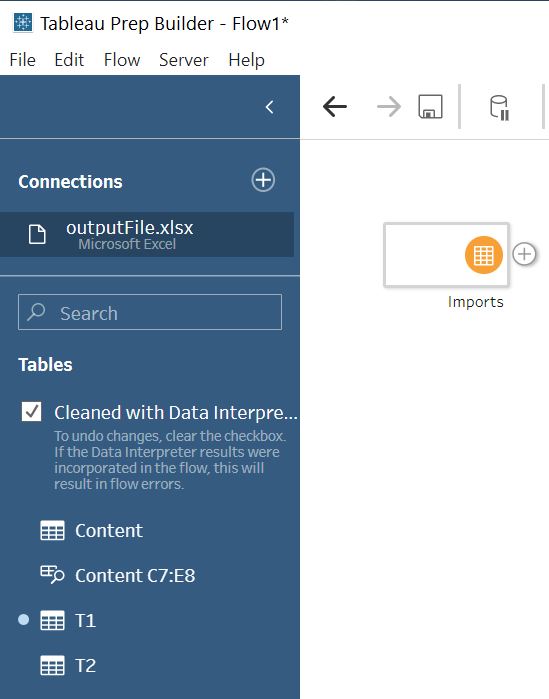 Tableau Prep Builder - Flow1*
File Edit Flow Server Help
Connections
outputFile.xlsx
Microsoft Excel
Imports
Search
Tables
Cleaned with Data Interpre...
To undo changes, clear the checkbox.
If the Data Interpreter results were
incorporated in the flow, this will
result in flow errors.
Content
Content C7:E8
T1
T2